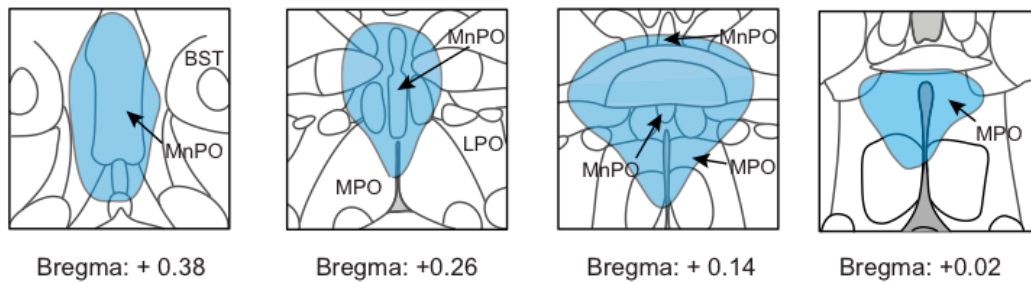 BST
MnPO
MnPO
LPO
MPO
MnPO
MnPO
MPO
MPO
Bregma: + 0.38
Bregma: +0.26
Bregma: + 0.14
Bregma: +0.02